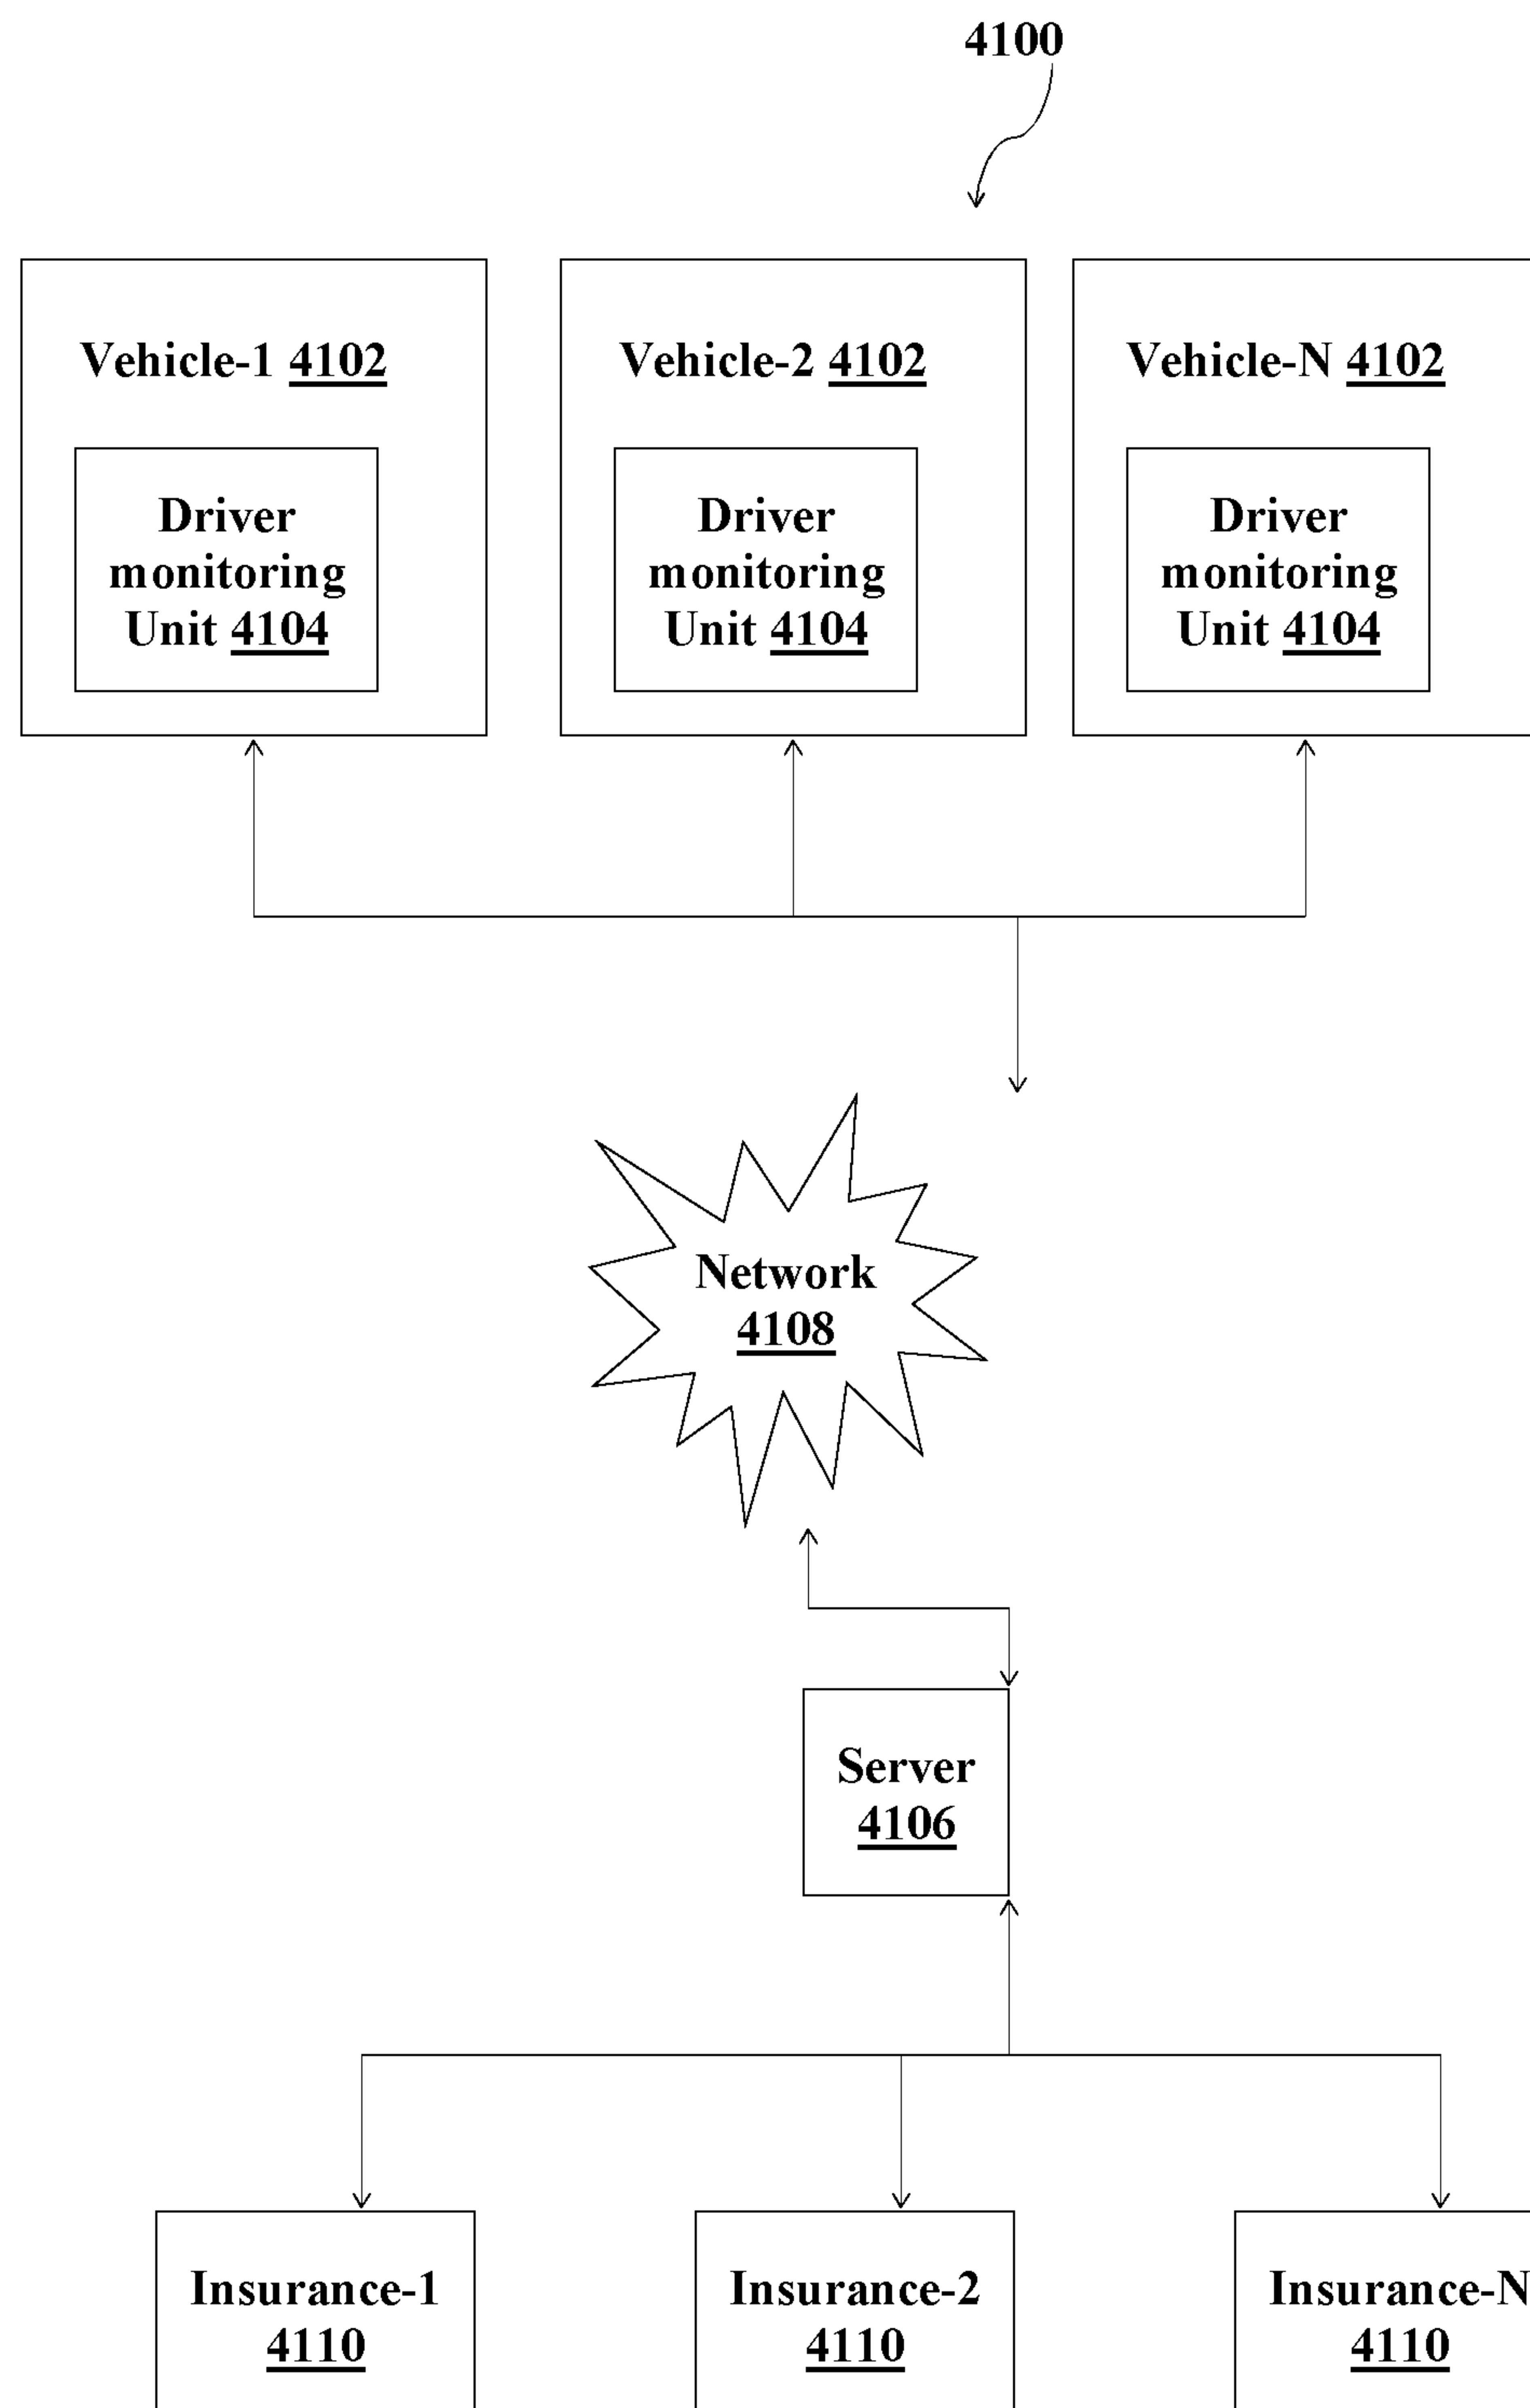 4100
Vehicle-1 4102
Driver
monitoring
Unit 4104
Vehicle-2 4102
Driver
monitoring
Unit 4104
Vehicle-N 4102
Driver
monitoring
Unit 4104
Network
4108
Server
4106
Insurance-1
4110
Insurance-2
4110
Insurance-N
4110